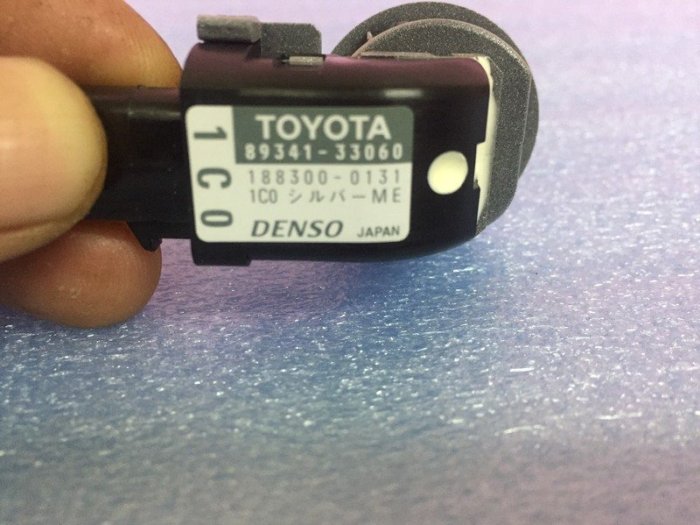 1C0
TOYOTA
89341-33060
188300-0131
1C0 シルバーME
DENSO JAPAN